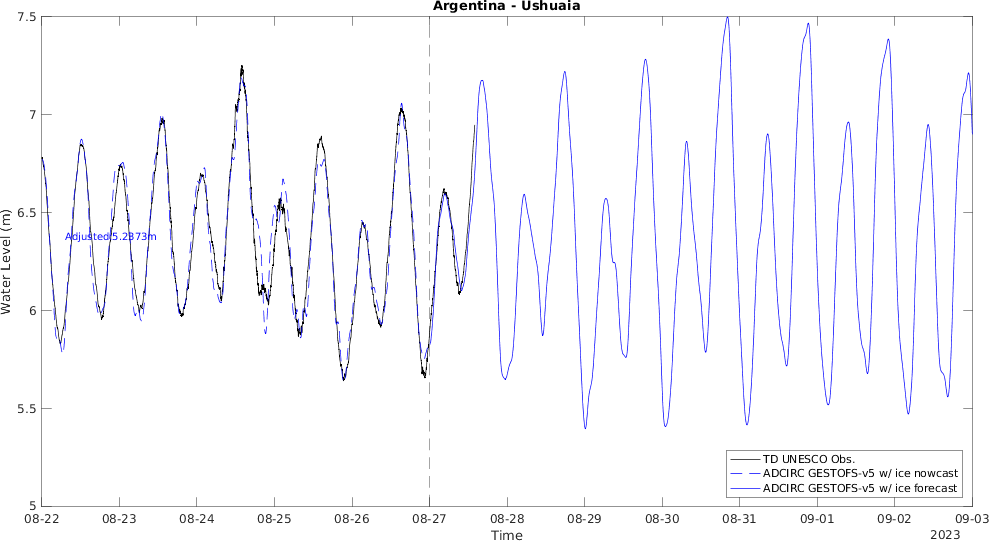 Argentina - Ushuaia
7.5
7
6.5
6
5.5
5
Water Level (m)
Adjusted 5.2373m
TD UNESCO Obs.
ADCIRC GESTOFS-v5 w/ ice nowcast
ADCIRC GESTOFS-v5 w/ ice forecast
08-22 08-23 08-24 08-25 08-26 08-27 08-28 08-29 08-30 08-31 09-01 09-02 09-03
Time
2023